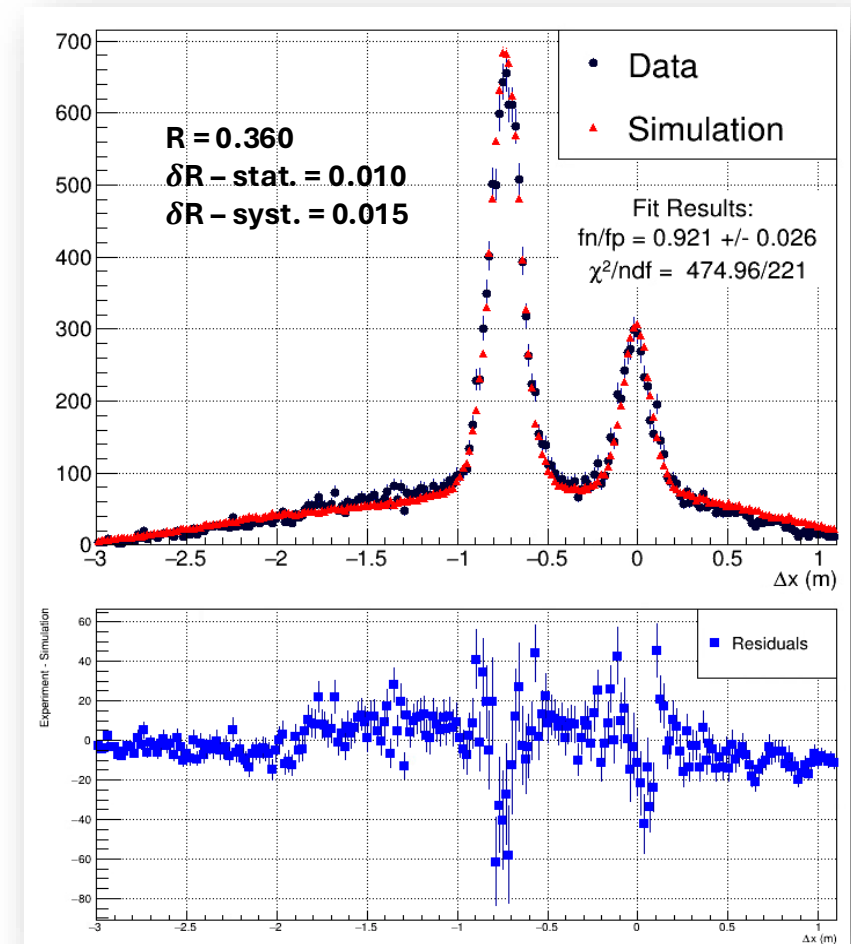 700
600
500
400
300
200
100
0
Data
Simulation
R = 0.360
δR – stat. = 0.010
δR – syst. = 0.015
Fit Results:
fn/fp = 0.921 +/- 0.026
χ²/ndf =  474.96/221
−3 −2.5 −2 −1.5 −1 −0.5 0 0.5 1
Δx (m)
Experiment - Simulation
60
40
20
0
−20
−40
−60
−80
Residuals
−3 −2.5 −2 −1.5 −1 −0.5 0 0.5 1
Δx (m)